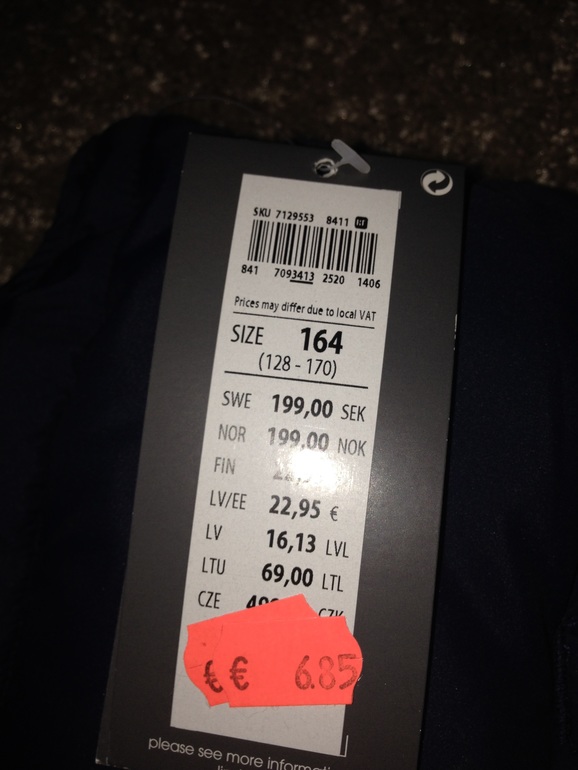 SKU 7129553 8411
841 7093413 2520 1406
Prices may differ due to local VAT
SIZE 164
(128 - 170)
SWE 199,00 SEK
NOR 199,00 NOK
FIN
LV/EE 22,95 €
LV 16,13 LVL
LTU 69,00 LTL
CZE CZK
€ € 6.85
please see more